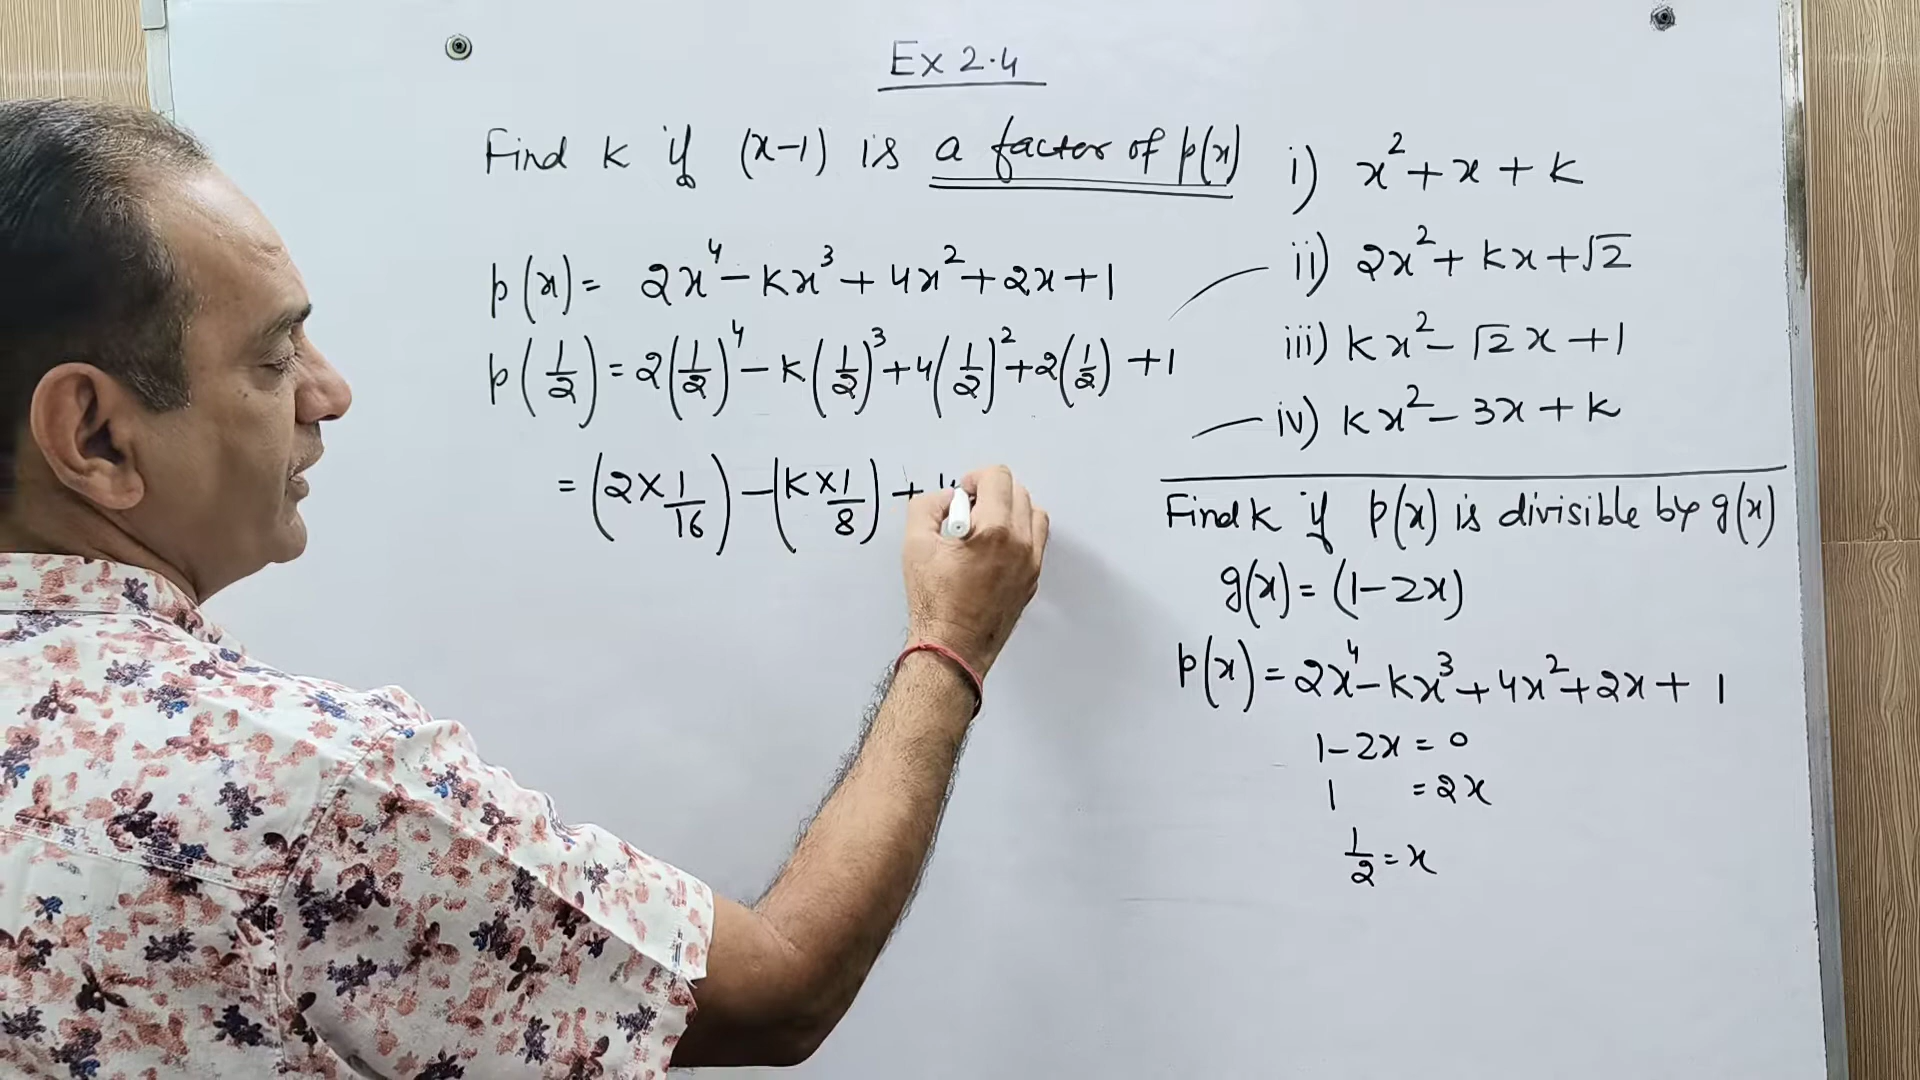 Ex 2.4
Find k if (x-1) is a factor of p(x)
i) x² + x + k
ii) 2x² + kx + √2
iii) kx² - √2 x + 1
iv) kx² - 3x + k
p(x) = 2x⁴ - kx³ + 4x² + 2x + 1
p(1/2) = 2(1/2)⁴ - k(1/2)³ + 4(1/2)² + 2(1/2) + 1
= (2 × 1/16) - (k × 1/8) + 4
Find k if p(x) is divisible by g(x)
g(x) = (1 - 2x)
p(x) = 2x⁴ - kx³ + 4x² + 2x + 1
1 - 2x = 0
1 = 2x
1/2 = x